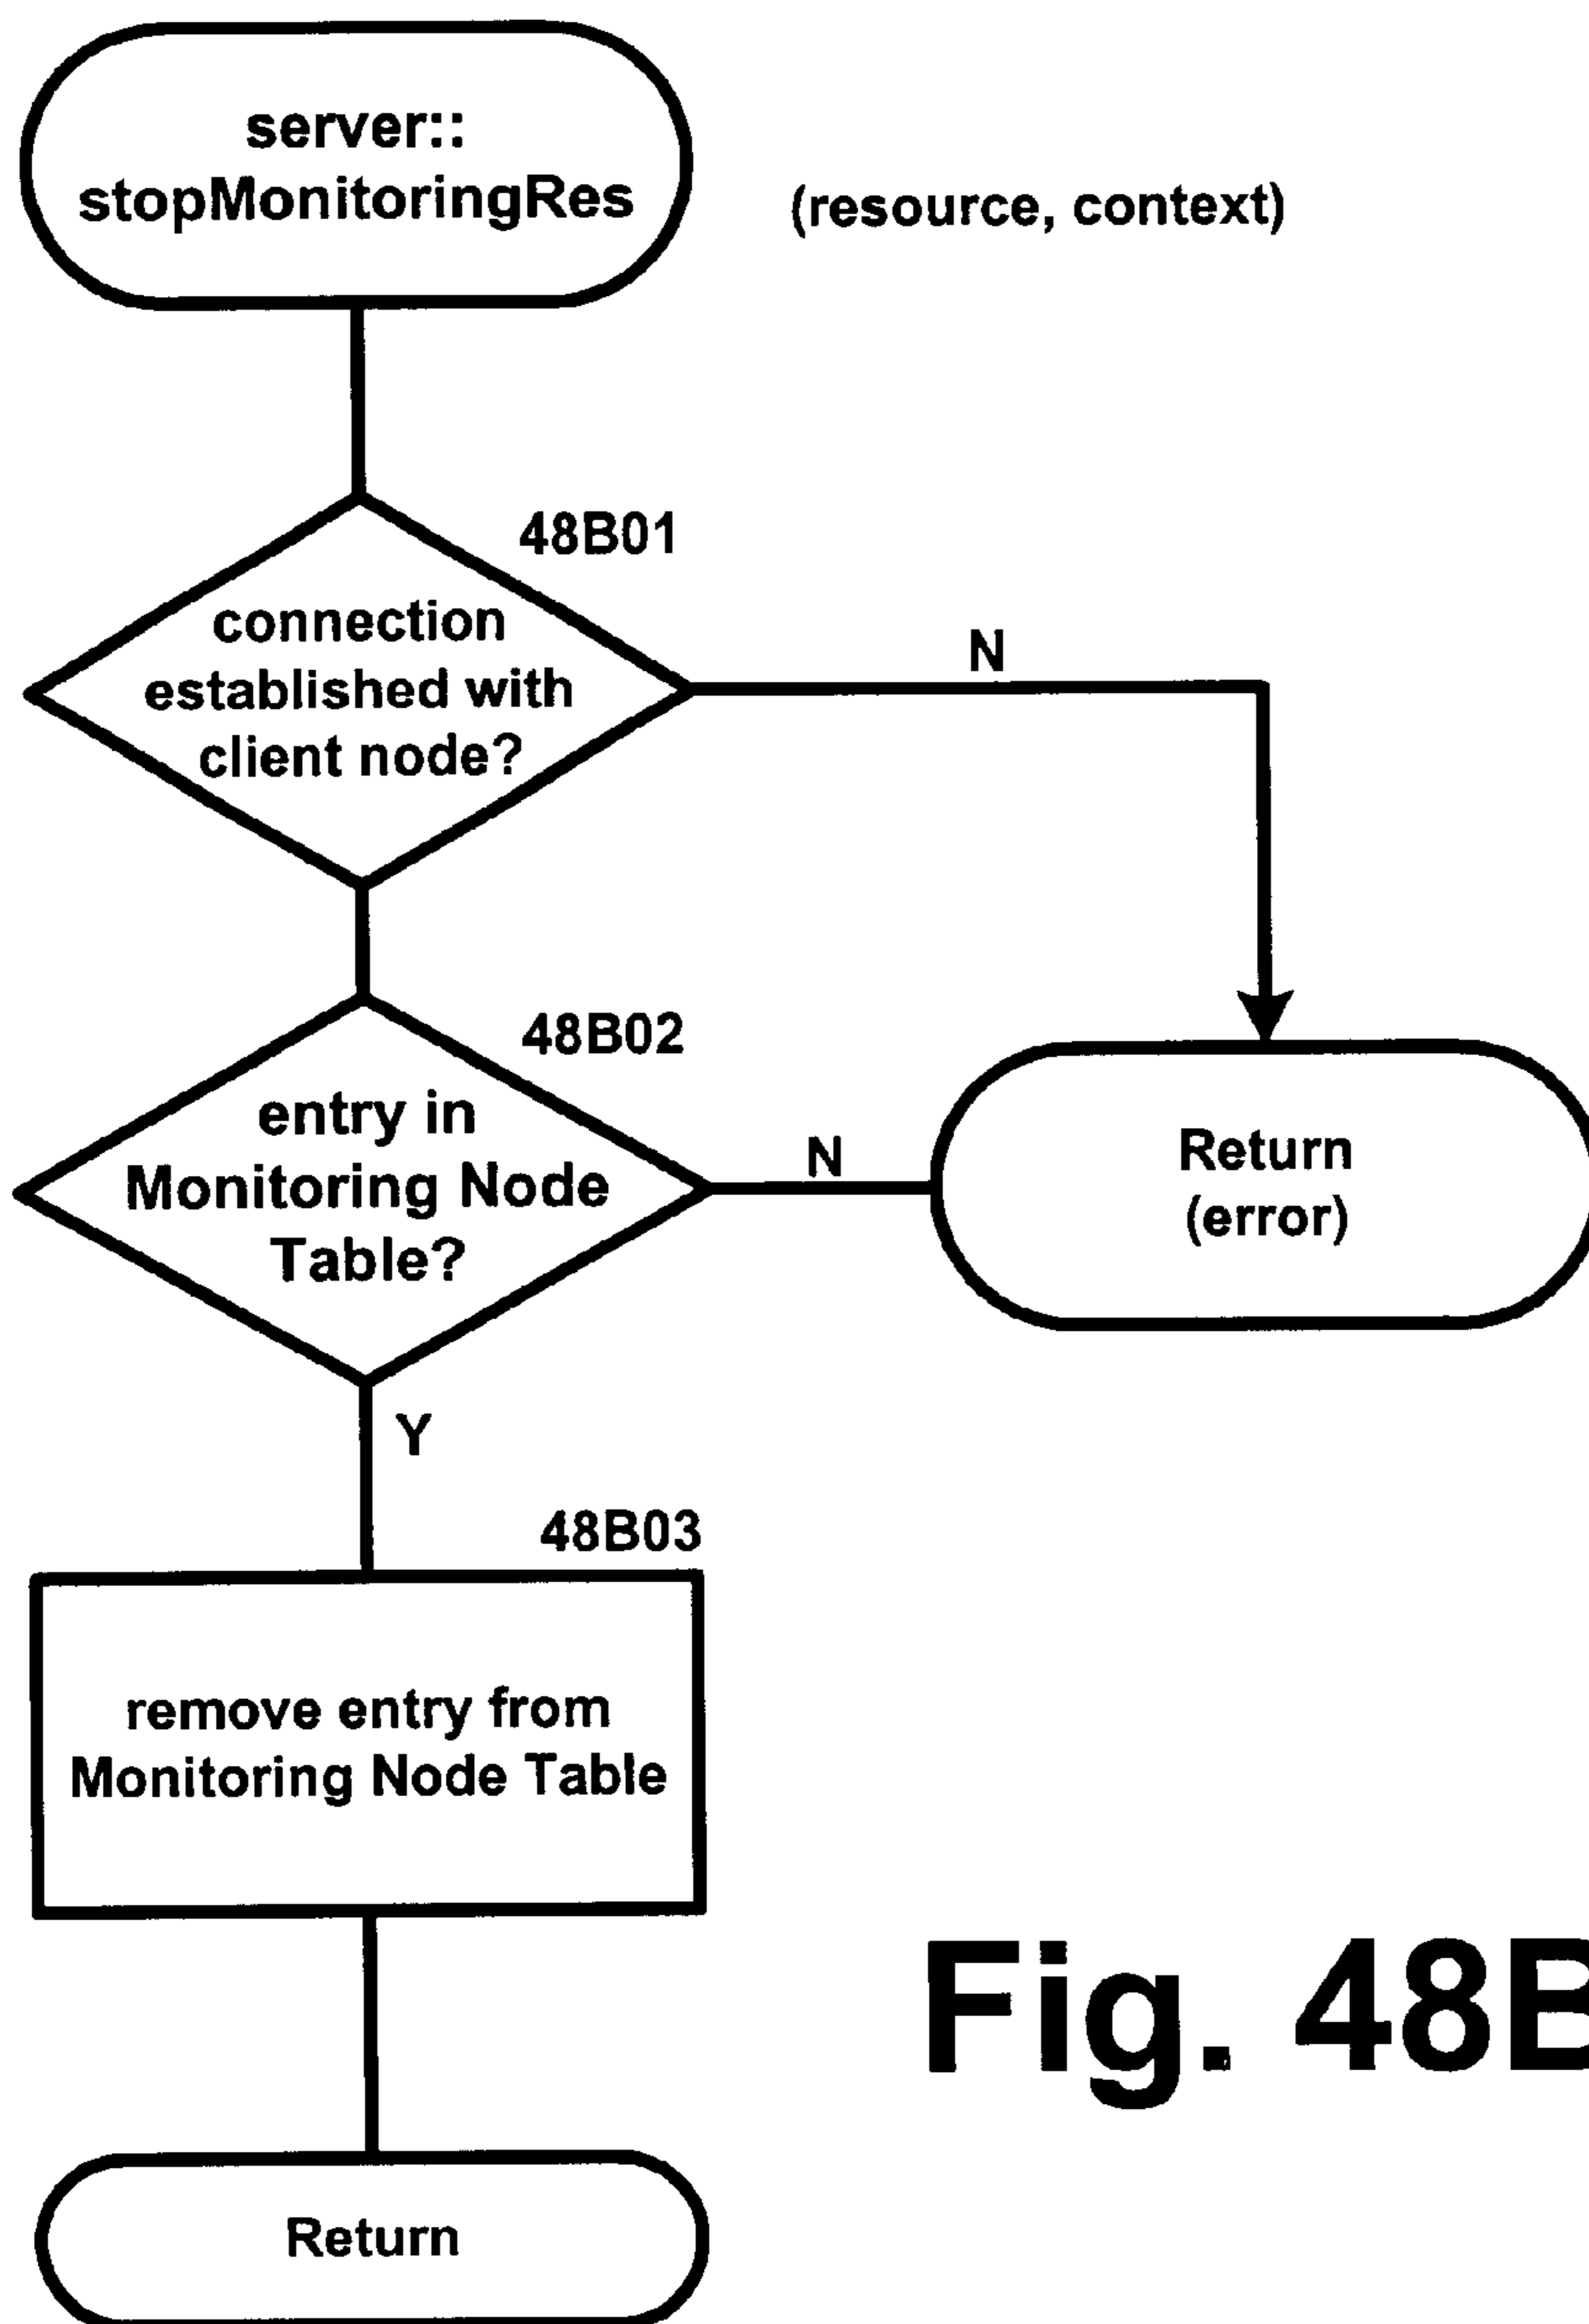 server::
stopMonitoringRes
(resource, context)
48B01
connection
established with
client node?
N
48B02
entry in
Monitoring Node
Table?
N
Return
(error)
Y
48B03
remove entry from
Monitoring Node Table
Fig. 48B
Return